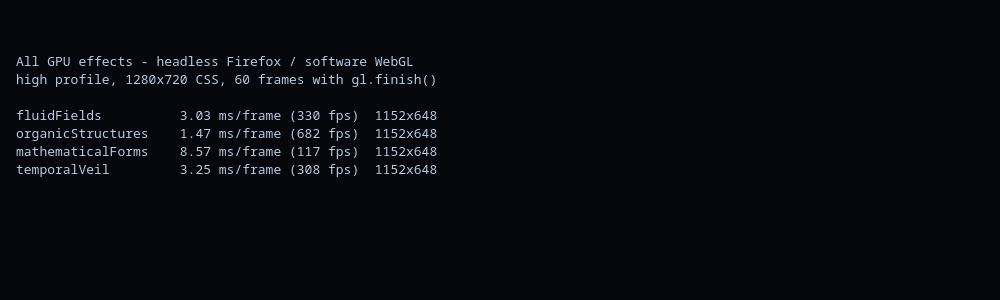 All GPU effects - headless Firefox / software WebGL
high profile, 1280x720 CSS, 60 frames with gl.finish()
fluidFields 3.03 ms/frame (330 fps) 1152x648
organicStructures 1.47 ms/frame (682 fps) 1152x648
mathematicalForms 8.57 ms/frame (117 fps) 1152x648
temporalVeil 3.25 ms/frame (308 fps) 1152x648